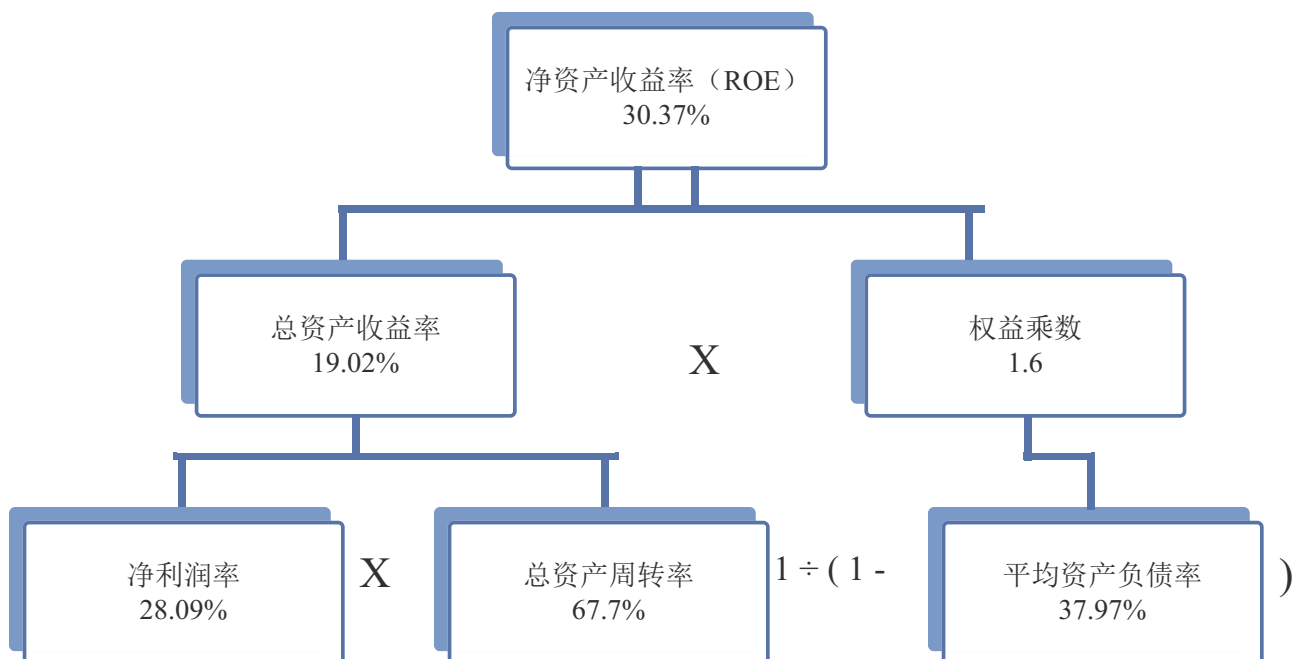 净资产收益率（ROE）
30.37%
总资产收益率
19.02%
X
权益乘数
1.6
净利润率
28.09%
X
总资产周转率
67.7%
1 ÷ ( 1 -
平均资产负债率
37.97%
)